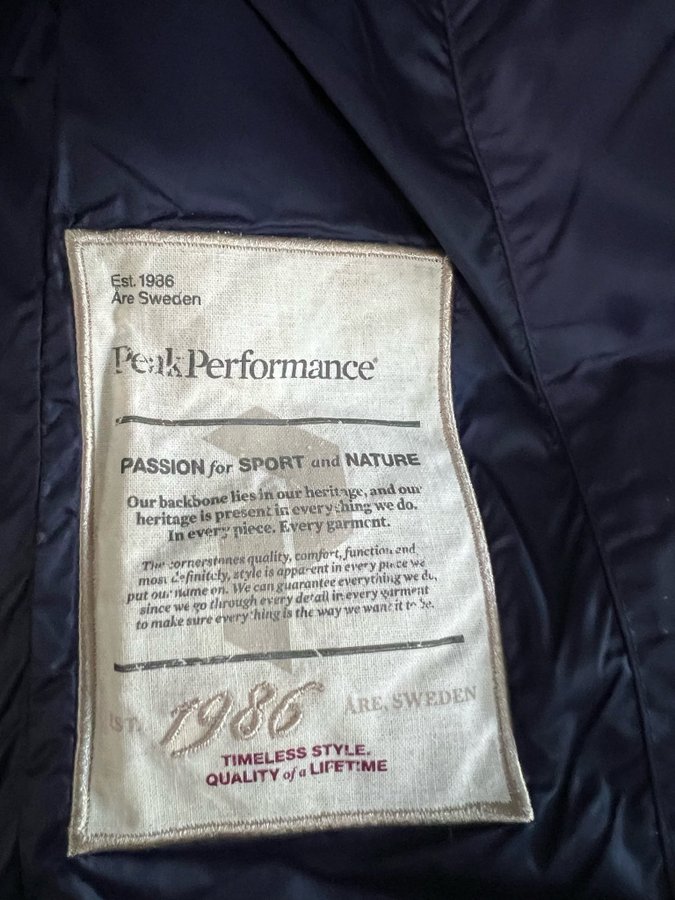 Est. 1986
Åre Sweden
PeakPerformance®
PASSION for SPORT and NATURE
Our backbone lies in our heritage, and our
heritage is present in everything we do.
In every piece. Every garment.
The cornerstones quality, comfort, function and
most definitely, style is apparent in every piece we
put our name on. We can guarantee everything we do,
since we go through every detail in every garment
to make sure everything is the way we want it to be.
EST. 1986 ÅRE, SWEDEN
TIMELESS STYLE.
QUALITY of a LIFETIME